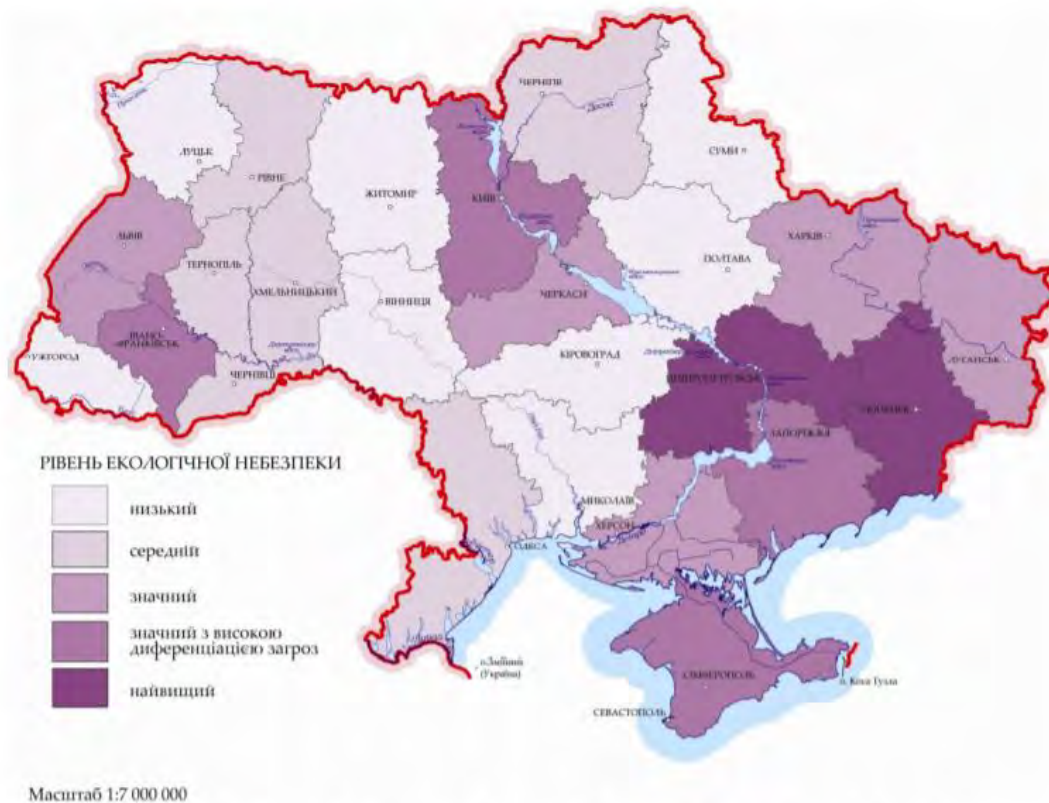 ЧЕРНІГІВ
Десна
ЛУЦЬК
СУМИ
РІВНЕ
ЖИТОМИР
КИЇВ
ЛЬВІВ
ХАРКІВ
ТЕРНОПІЛЬ
ПОЛТАВА
ХМЕЛЬНИЦЬКИЙ
ВІННИЦЯ
ЧЕРКАСИ
ІВАНО-
-ФРАНКІВСЬК
УЖГОРОД
КІРОВОГРАД
ЛУГАНСЬК
ЧЕРНІВЦІ
ДНІПРОПЕТРОВСЬК
ДОНЕЦЬК
ЗАПОРІЖЖЯ
РІВЕНЬ ЕКОЛОГІЧНОЇ НЕБЕЗПЕКИ
низький
середній
значний
значний з високою
диференціацією загроз
найвищий
МИКОЛАЇВ
ХЕРСОН
ОДЕСА
о.Зміїний
(Україна)
СІМФЕРОПОЛЬ
о. Коса Тузла
СЕВАСТОПОЛЬ
Масштаб 1:7 000 000